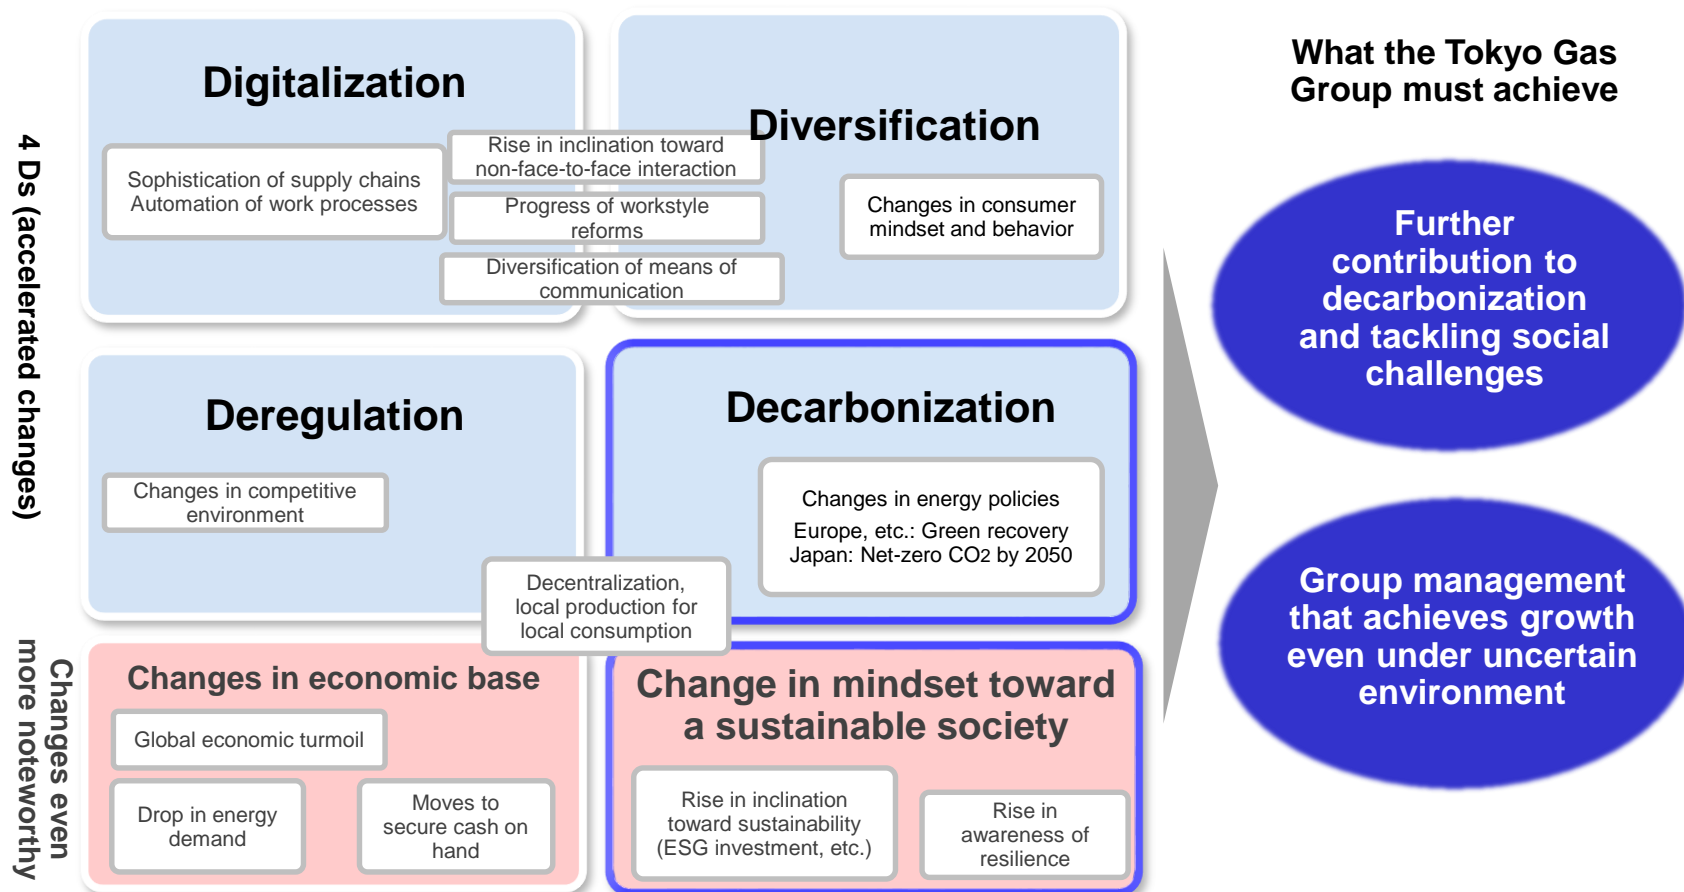 4 Ds (accelerated changes)
Digitalization
Sophistication of supply chains
Automation of work processes
Rise in inclination toward
non-face-to-face interaction
Progress of workstyle
reforms
Diversification of means of
communication
Diversification
Changes in consumer
mindset and behavior
Deregulation
Changes in competitive
environment
Decentralization,
local production for
local consumption
Decarbonization
Changes in energy policies
Europe, etc.: Green recovery
Japan: Net-zero CO2 by 2050
Changes even
more noteworthy
Changes in economic base
Global economic turmoil
Drop in energy
demand
Moves to
secure cash on
hand
Change in mindset toward
a sustainable society
Rise in inclination
toward sustainability
(ESG investment, etc.)
Rise in
awareness of
resilience
What the Tokyo Gas
Group must achieve
Further
contribution to
decarbonization
and tackling social
challenges
Group management
that achieves growth
even under uncertain
environment